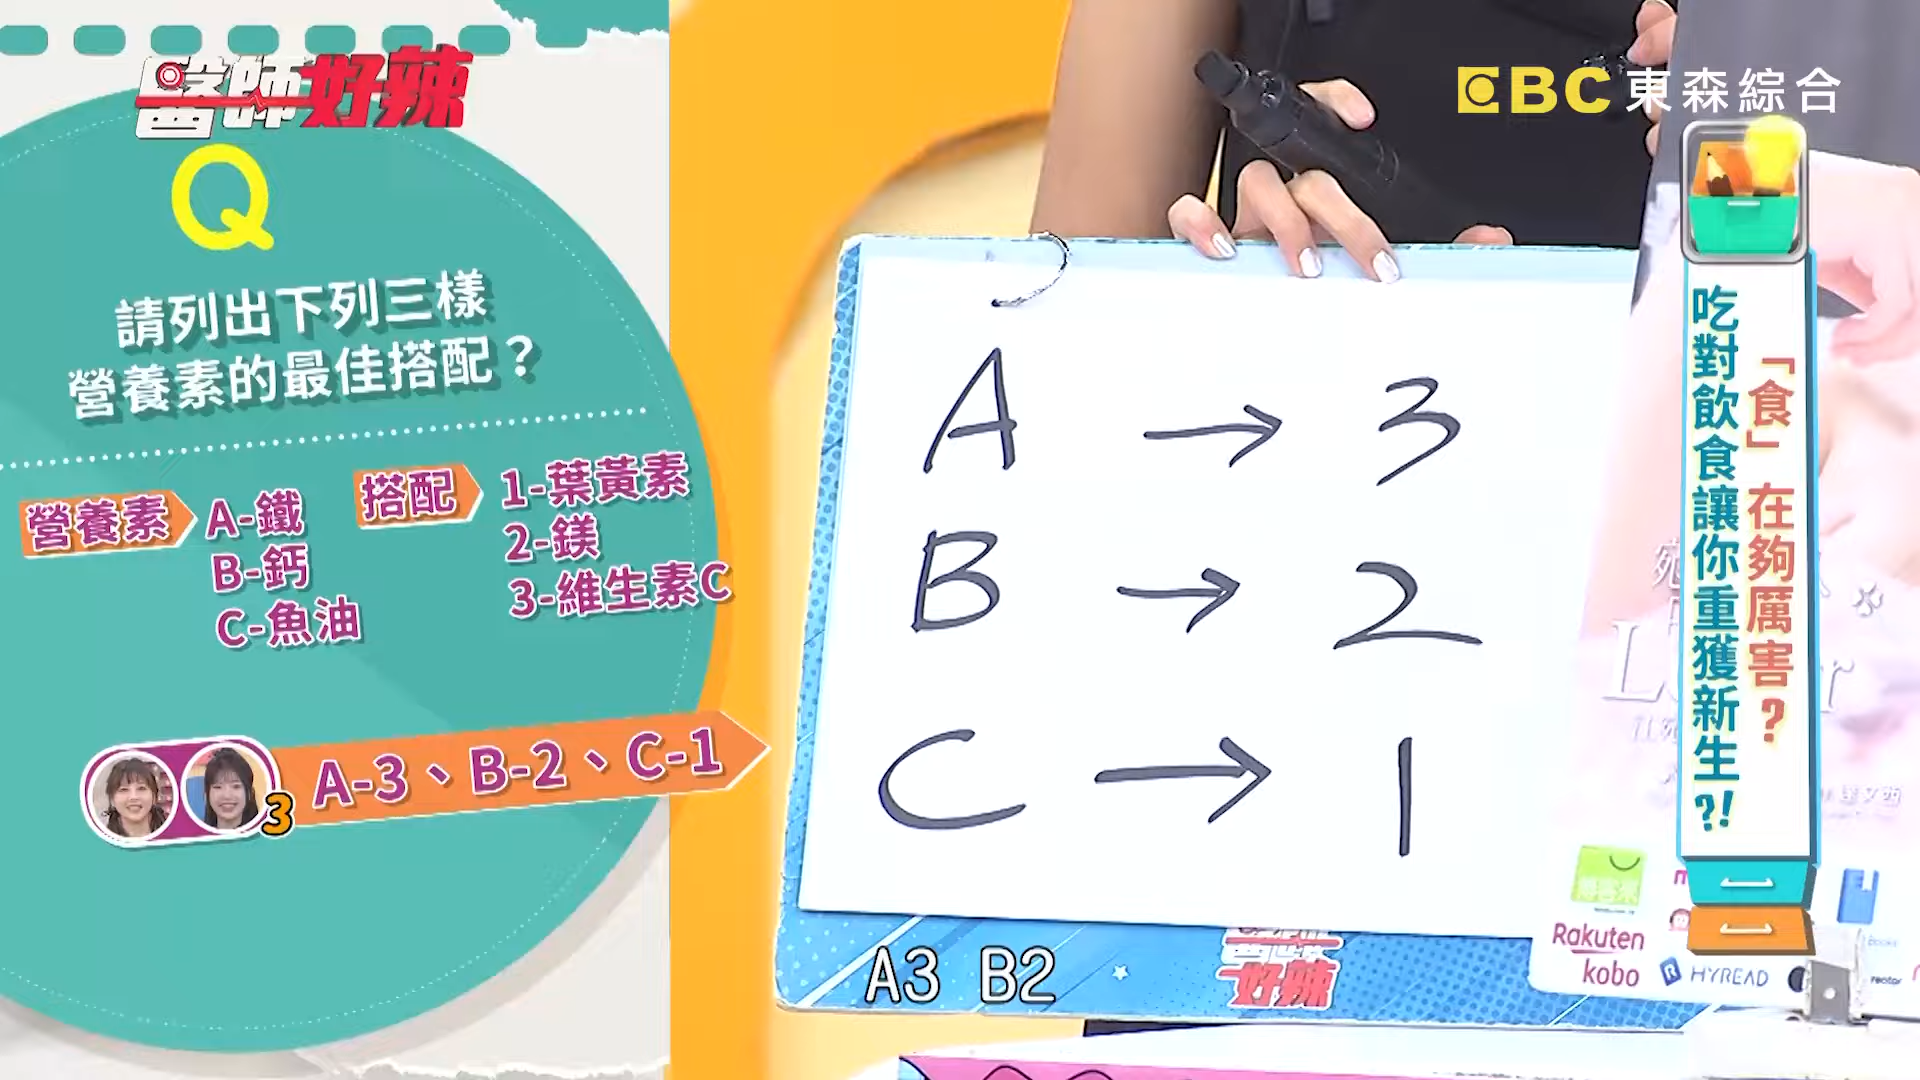 醫師好辣
EBC 東森綜合
Q
請列出下列三樣
營養素的最佳搭配？
營養素
A-鐵
B-鈣
C-魚油
搭配
1-葉黃素
2-鎂
3-維生素C
3
A-3、B-2、C-1
A → 3
B → 2
C → 1
「食」在夠厲害？
吃對飲食讓你重獲新生?!
好辣
A3 B2
Rakuten
kobo
HYREAD